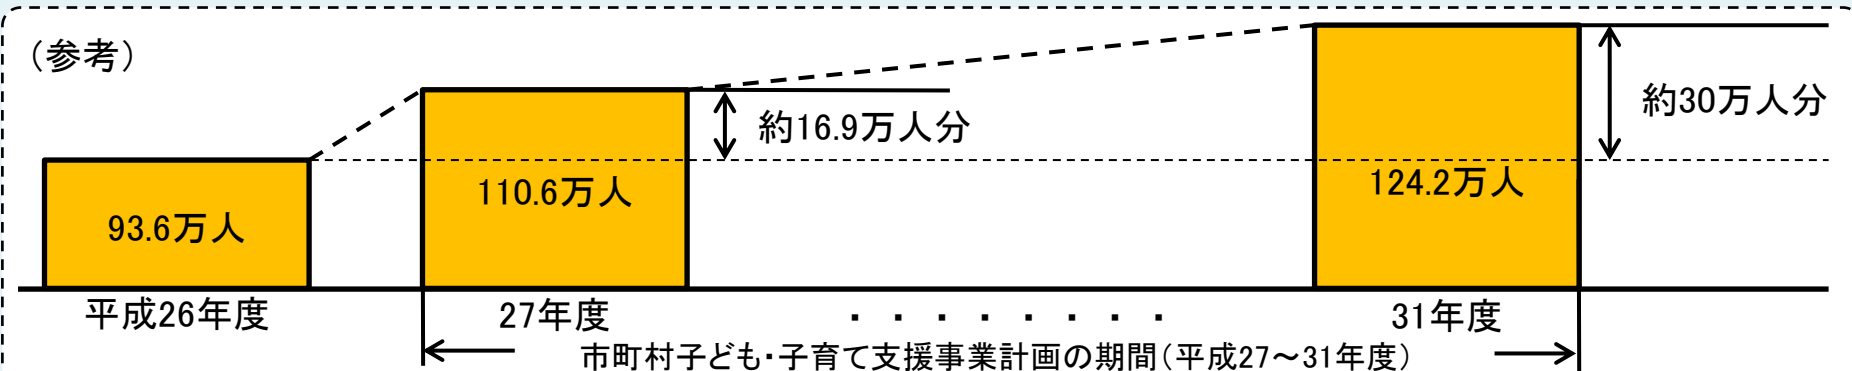 （参考）
約16.9万人分
約30万人分
93.6万人
110.6万人
124.2万人
平成26年度
27年度
・・・・・・・・
31年度
市町村子ども・子育て支援事業計画の期間（平成27～31年度）